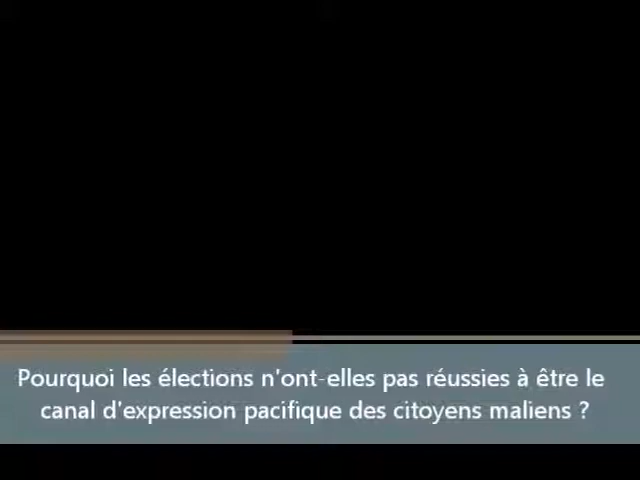 Pourquoi les élections n'ont-elles pas réussies à être le
canal d'expression pacifique des citoyens maliens ?